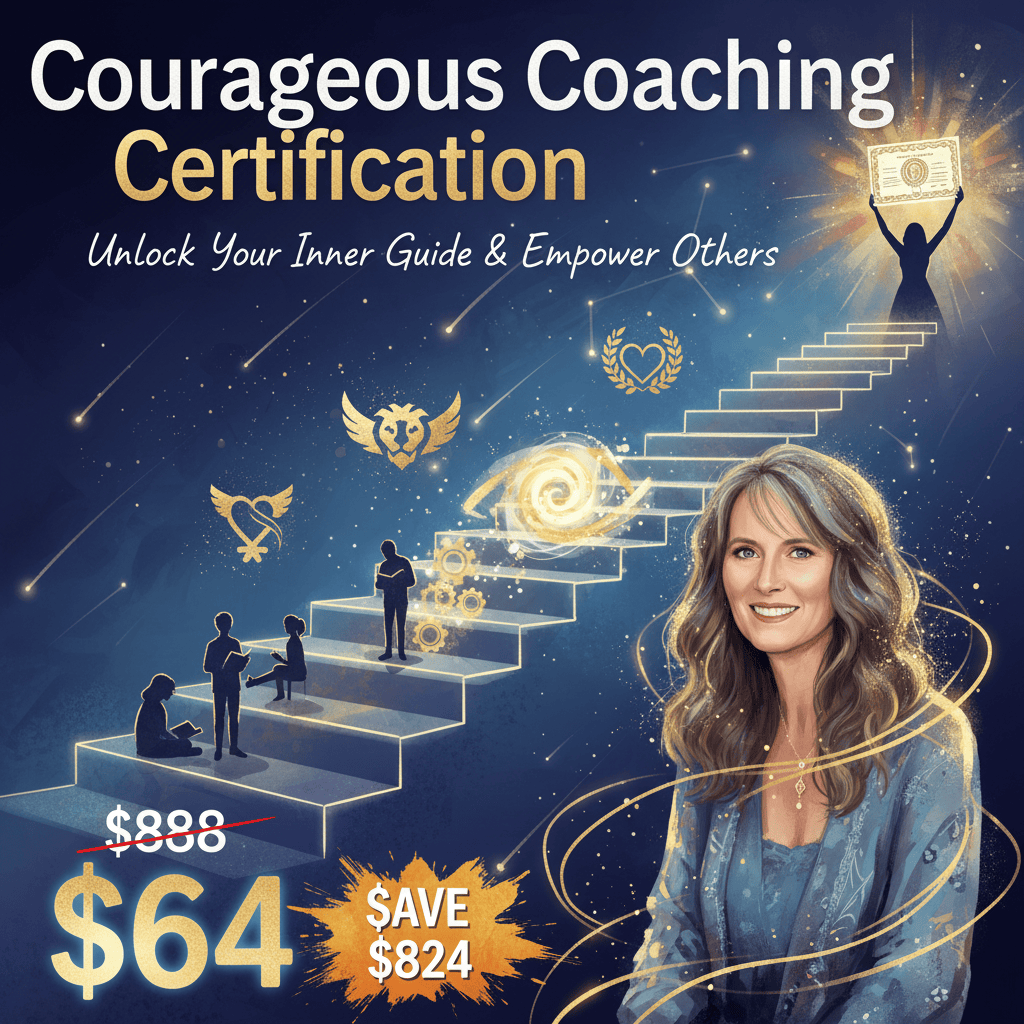 Courageous Coaching
Certification
Unlock Your Inner Guide & Empower Others
$888
$64
$AVE
$824